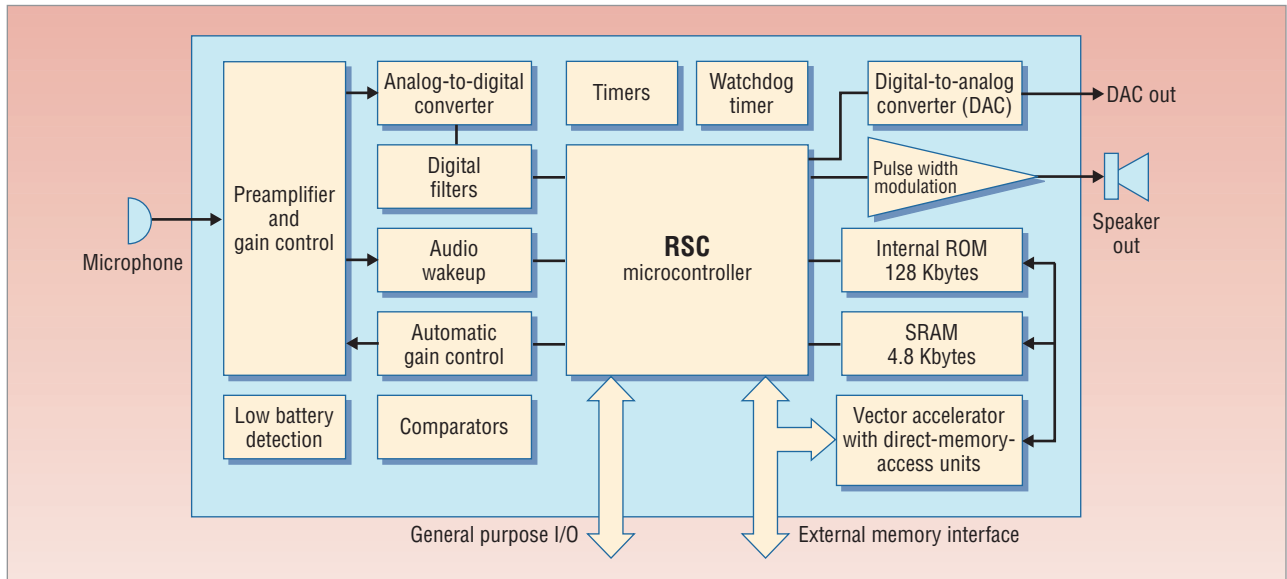 Microphone
Preamplifier
and
gain control
Analog-to-digital
converter
Digital
filters
Audio
wakeup
Automatic
gain control
Low battery
detection
Comparators
Timers
Watchdog
timer
RSC
microcontroller
Digital-to-analog
converter (DAC)
DAC out
Pulse width
modulation
Speaker
out
Internal ROM
128 Kbytes
SRAM
4.8 Kbytes
Vector accelerator
with direct-memory-
access units
General purpose I/O
External memory interface